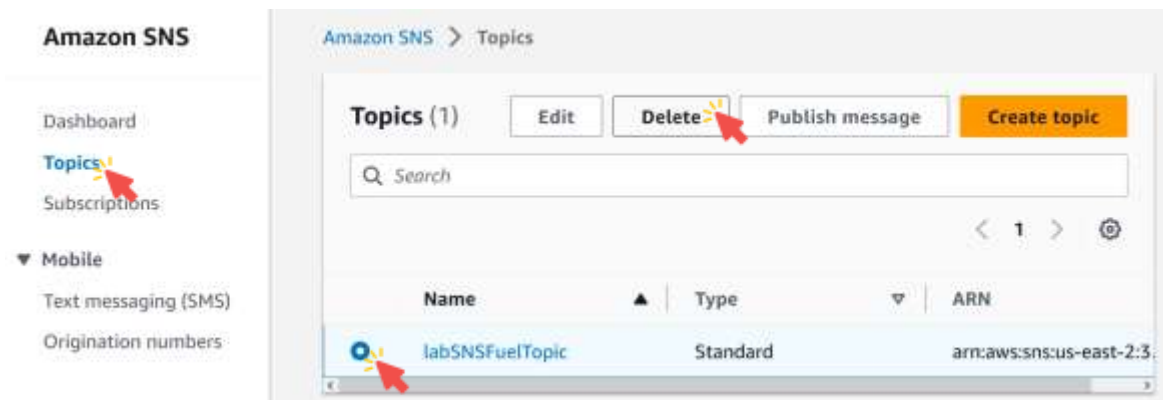 Amazon SNS
Dashboard
Topics
Subscriptions
Mobile
Text messaging (SMS)
Origination numbers
Amazon SNS > Topics
Topics (1) Edit Delete Publish message Create topic
Search
< 1 >
Name Type ARN
labSNSFuelTopic Standard arn:aws:sns:us-east-2:3